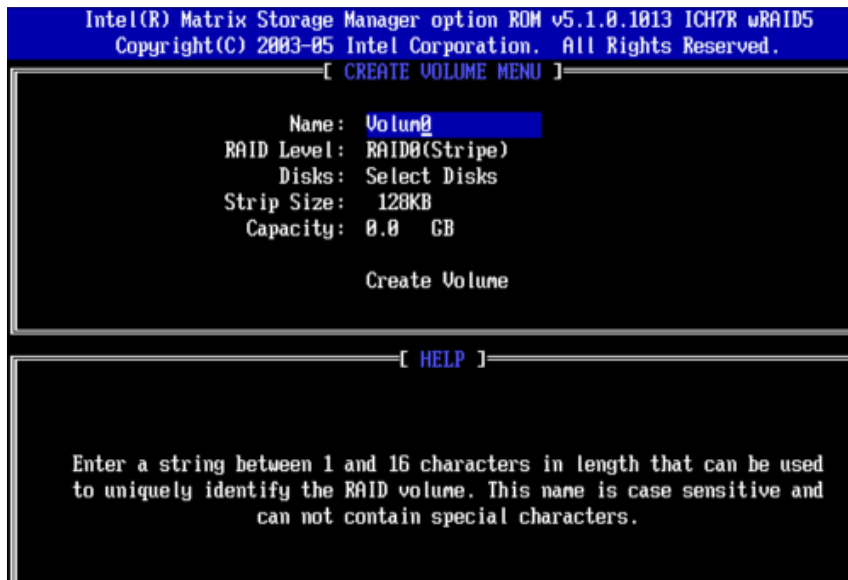 Intel(R) Matrix Storage Manager option ROM v5.1.0.1013 ICH7R wRAID5
Copyright(C) 2003-05 Intel Corporation. All Rights Reserved.
[ CREATE VOLUME MENU ]
Name: Volum0
RAID Level: RAID0(Stripe)
Disks: Select Disks
Strip Size: 128KB
Capacity: 0.0 GB
Create Volume
[ HELP ]
Enter a string between 1 and 16 characters in length that can be used
to uniquely identify the RAID volume. This name is case sensitive and
can not contain special characters.